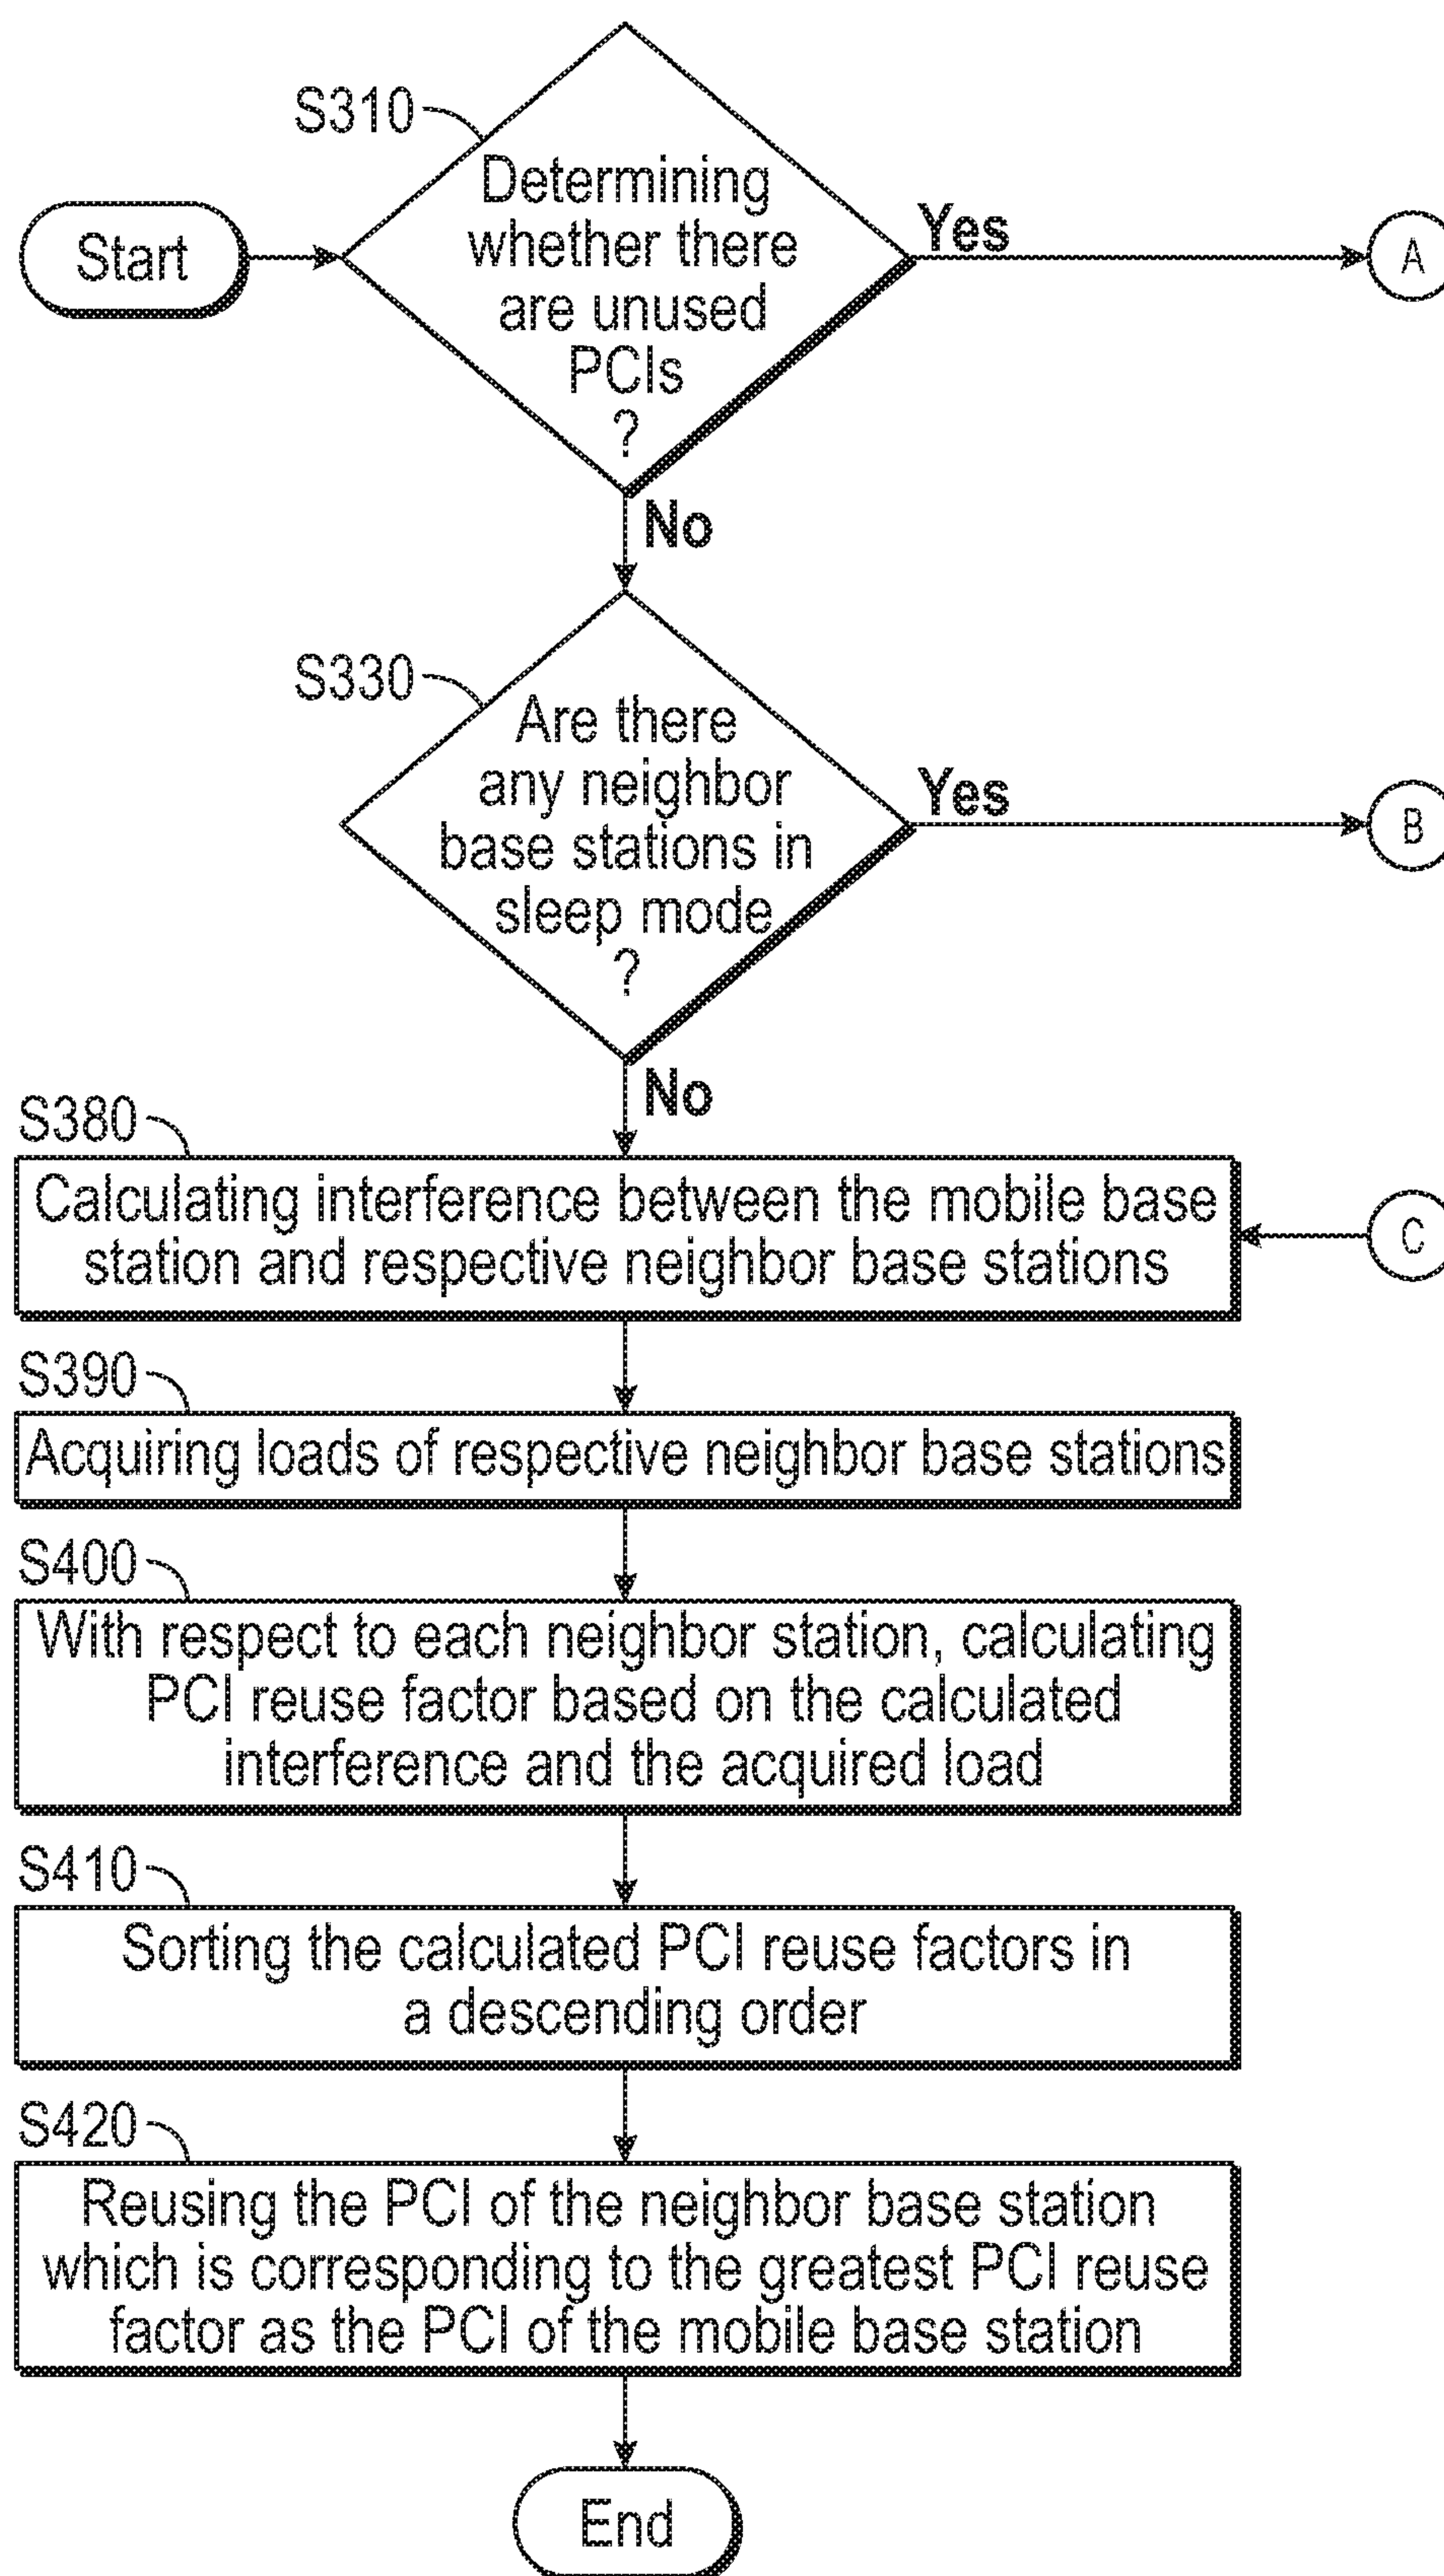 S310
Determining
whether there
are unused
PCIs
?
Start
Yes
A
No
S330
Are there
any neighbor
base stations in
sleep mode
?
Yes
B
No
S380
Calculating interference between the mobile base
station and respective neighbor base stations
C
S390
Acquiring loads of respective neighbor base stations
S400
With respect to each neighbor station, calculating
PCI reuse factor based on the calculated
interference and the acquired load
S410
Sorting the calculated PCI reuse factors in
a descending order
S420
Reusing the PCI of the neighbor base station
which is corresponding to the greatest PCI reuse
factor as the PCI of the mobile base station
End